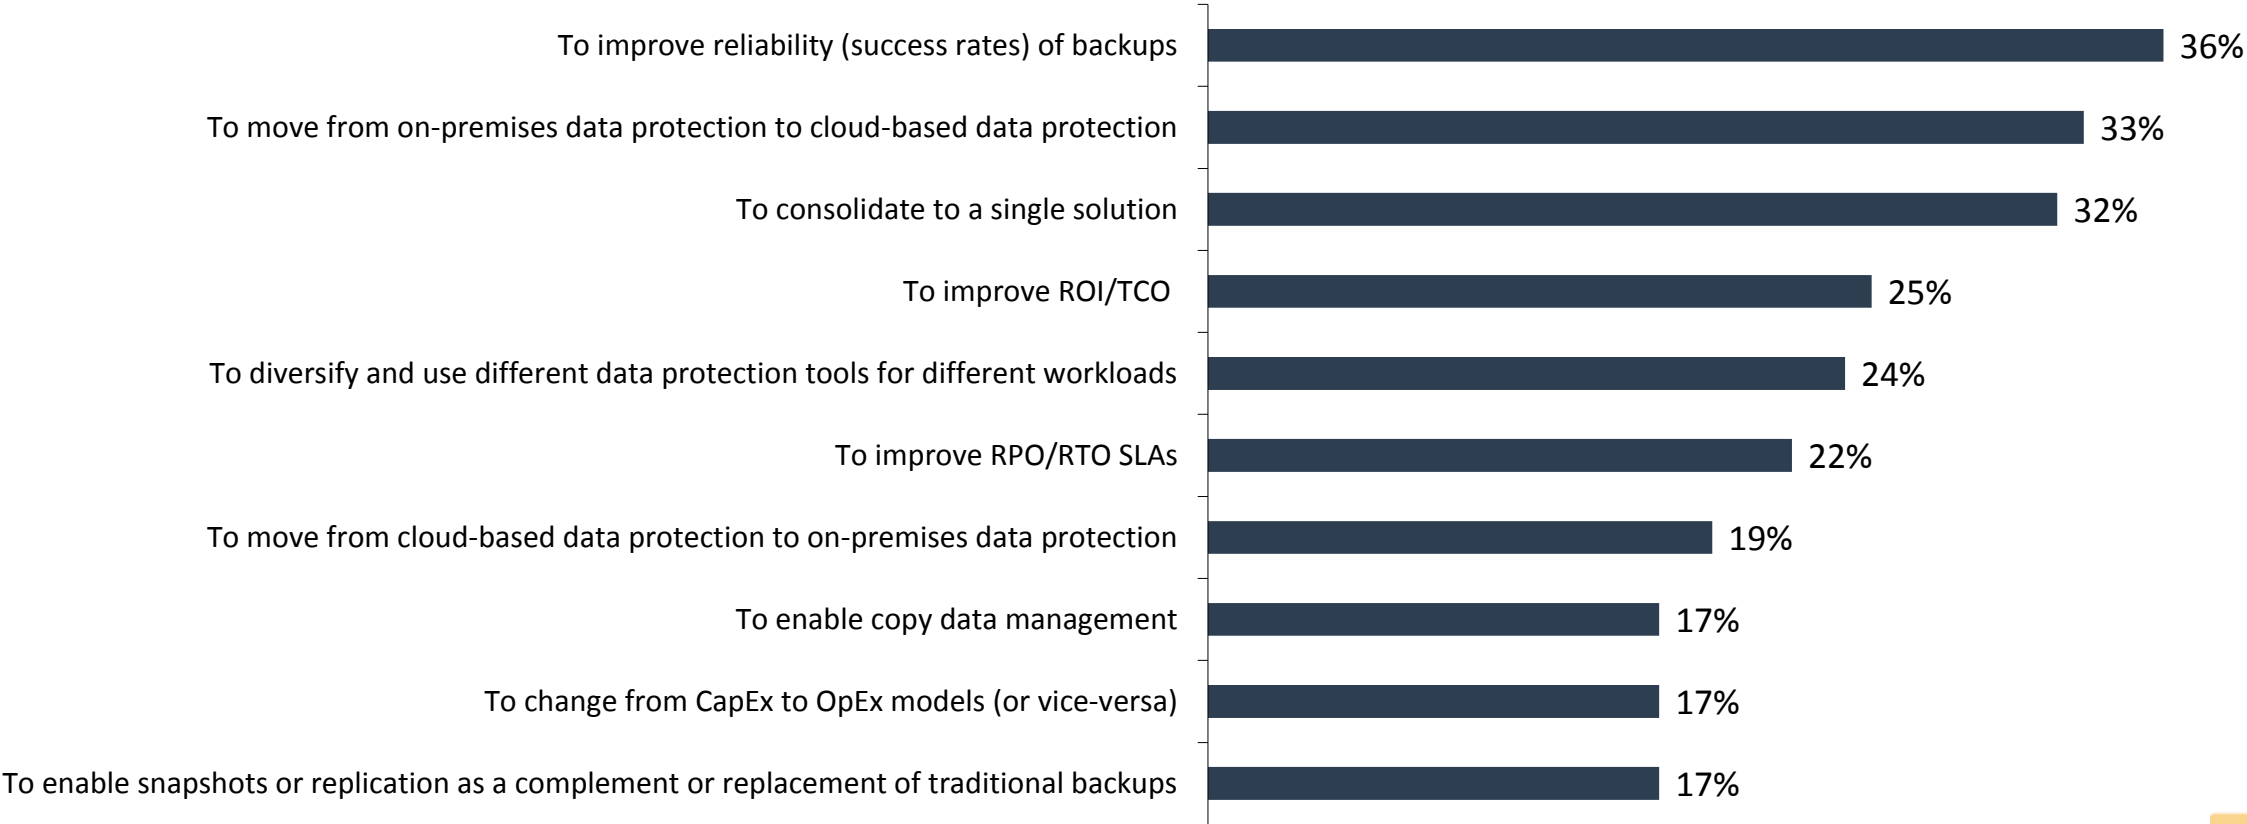 To improve reliability (success rates) of backups 36%
To move from on-premises data protection to cloud-based data protection 33%
To consolidate to a single solution 32%
To improve ROI/TCO 25%
To diversify and use different data protection tools for different workloads 24%
To improve RPO/RTO SLAs 22%
To move from cloud-based data protection to on-premises data protection 19%
To enable copy data management 17%
To change from CapEx to OpEx models (or vice-versa) 17%
To enable snapshots or replication as a complement or replacement of traditional backups 17%